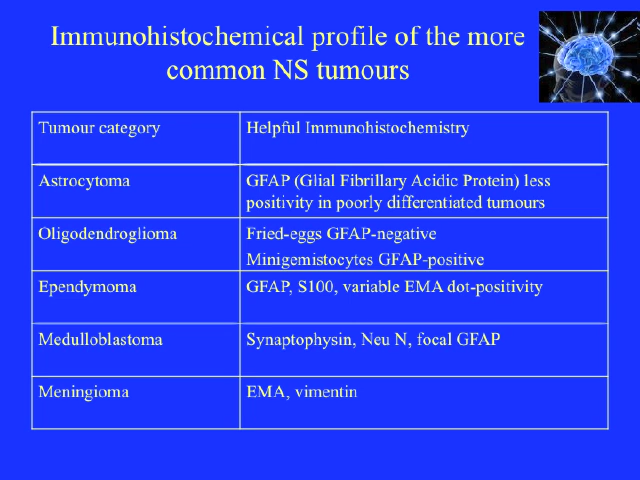 Immunohistochemical profile of the more
common NS tumours
Tumour category
Helpful Immunohistochemistry
Astrocytoma
GFAP (Glial Fibrillary Acidic Protein) less
positivity in poorly differentiated tumours
Oligodendroglioma
Fried-eggs GFAP-negative
Minigemistocytes GFAP-positive
Ependymoma
GFAP, S100, variable EMA dot-positivity
Medulloblastoma
Synaptophysin, Neu N, focal GFAP
Meningioma
EMA, vimentin